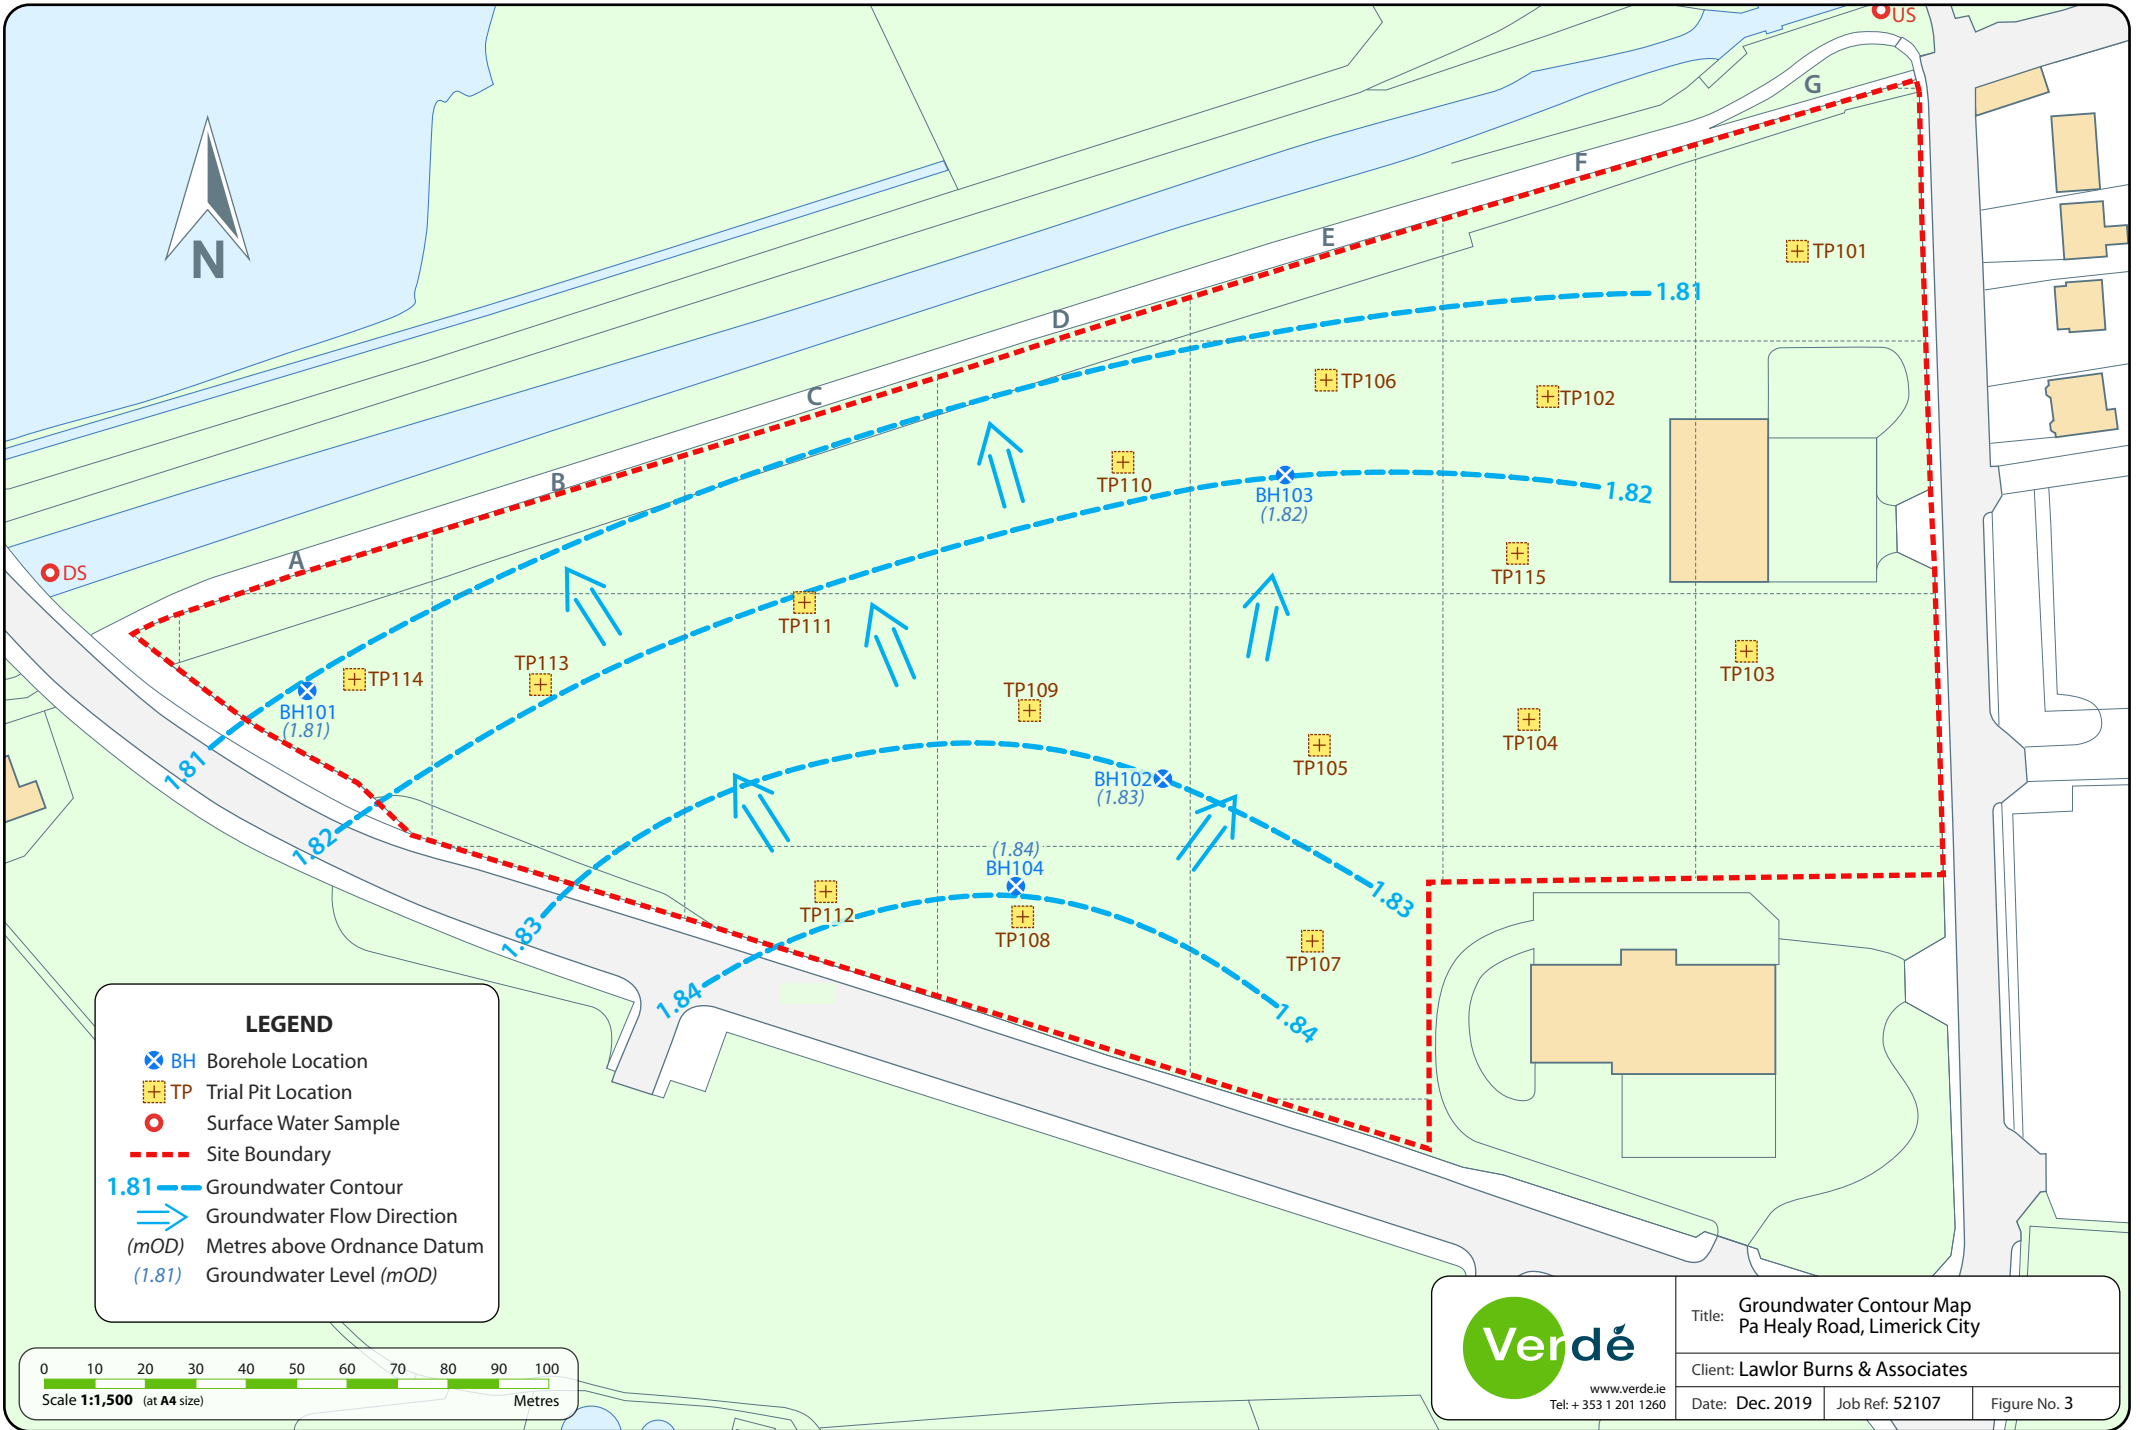 US
G
F
E
D
C
B
A
N
DS
TP101
1.81
TP106
TP102
TP110
BH103
(1.82)
1.82
TP115
TP111
TP113
TP114
BH101
(1.81)
1.81
TP109
TP103
TP104
TP105
BH102
(1.83)
1.82
(1.84)
BH104
TP112
TP108
TP107
1.83
1.83
1.84
1.84
LEGEND
BH Borehole Location
TP Trial Pit Location
Surface Water Sample
Site Boundary
1.81 Groundwater Contour
Groundwater Flow Direction
(mOD) Metres above Ordnance Datum
(1.81) Groundwater Level (mOD)
0 10 20 30 40 50 60 70 80 90 100
Scale 1:1,500 (at A4 size) Metres
Verdé
www.verde.ie
Tel: + 353 1 201 1260
Title: Groundwater Contour Map
Pa Healy Road, Limerick City
Client: Lawlor Burns & Associates
Date: Dec. 2019 Job Ref: 52107 Figure No. 3